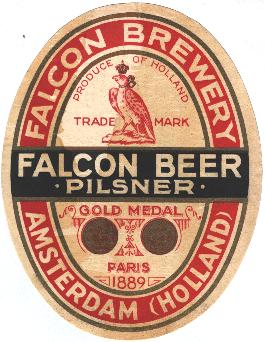 FALCON BREWERY
PRODUCE OF HOLLAND
TRADE MARK
FALCON BEER
· PILSNER ·
GOLD MEDAL
PARIS
1889
AMSTERDAM (HOLLAND)